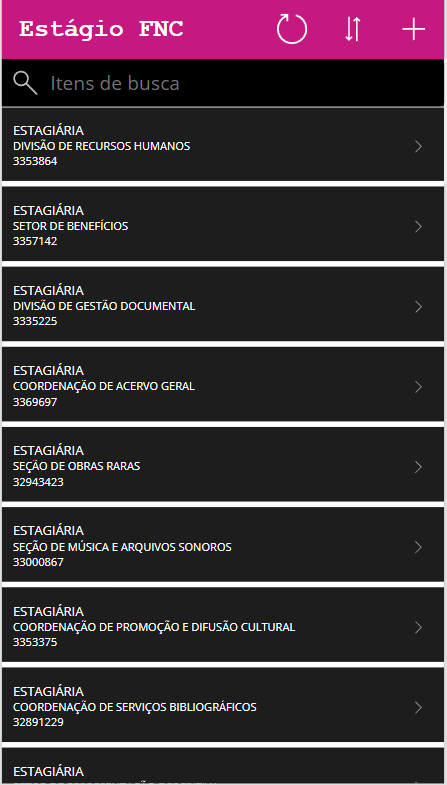 Estágio FNC
Itens de busca
ESTAGIÁRIA
DIVISÃO DE RECURSOS HUMANOS
3353864
ESTAGIÁRIA
SETOR DE BENEFÍCIOS
3357142
ESTAGIÁRIA
DIVISÃO DE GESTÃO DOCUMENTAL
3335225
ESTAGIÁRIA
COORDENAÇÃO DE ACERVO GERAL
3369697
ESTAGIÁRIA
SEÇÃO DE OBRAS RARAS
32943423
ESTAGIÁRIA
SEÇÃO DE MÚSICA E ARQUIVOS SONOROS
33000867
ESTAGIÁRIA
COORDENAÇÃO DE PROMOÇÃO E DIFUSÃO CULTURAL
3353375
ESTAGIÁRIA
COORDENAÇÃO DE SERVIÇOS BIBLIOGRÁFICOS
32891229
ESTAGIÁRIA